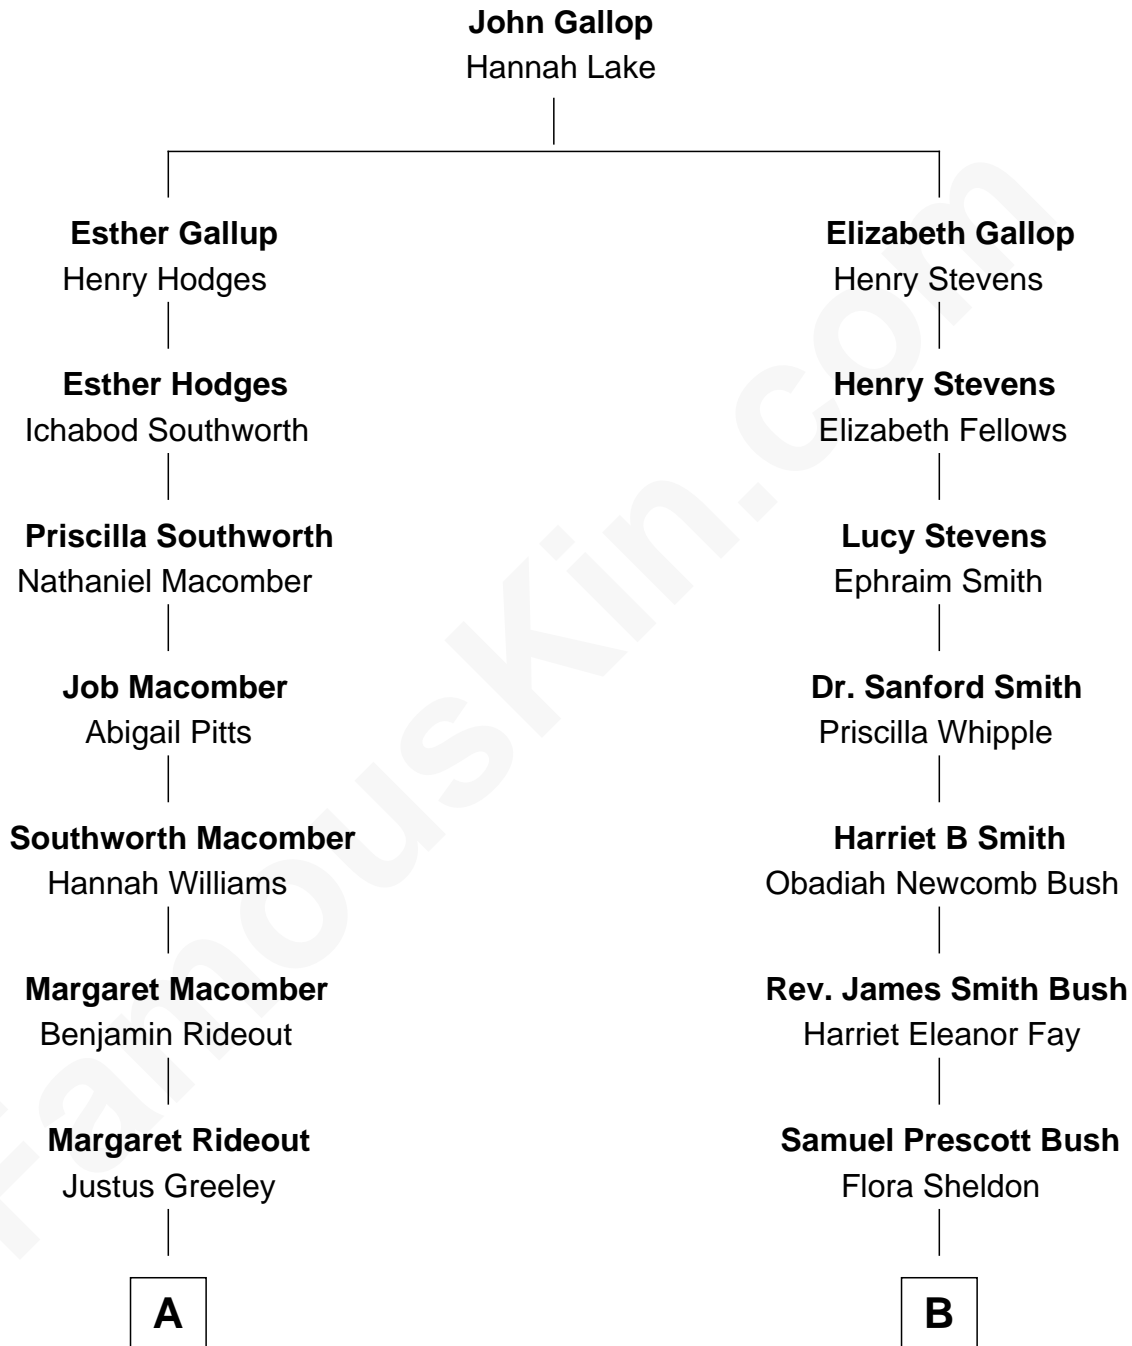 John Gallop
Hannah Lake
Esther Gallup
Henry Hodges
Elizabeth Gallop
Henry Stevens
Esther Hodges
Ichabod Southworth
Henry Stevens
Elizabeth Fellows
Priscilla Southworth
Nathaniel Macomber
Lucy Stevens
Ephraim Smith
Job Macomber
Abigail Pitts
Dr. Sanford Smith
Priscilla Whipple
Southworth Macomber
Hannah Williams
Harriet B Smith
Obadiah Newcomb Bush
Margaret Macomber
Benjamin Rideout
Rev. James Smith Bush
Harriet Eleanor Fay
Margaret Rideout
Justus Greeley
Samuel Prescott Bush
Flora Sheldon
A
B
FamousKin.com